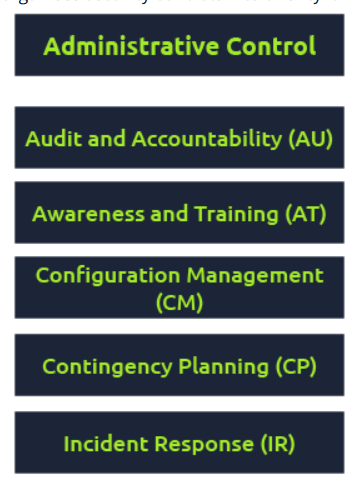 Administrative Control
Audit and Accountability (AU)
Awareness and Training (AT)
Configuration Management
(CM)
Contingency Planning (CP)
Incident Response (IR)